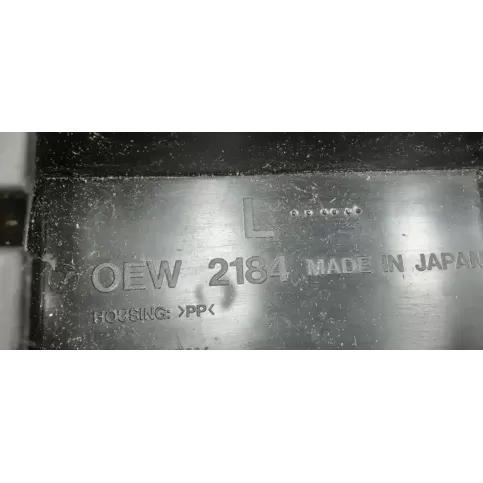 L
OEW 2184 MADE IN JAPAN
HOUSING: >PP<